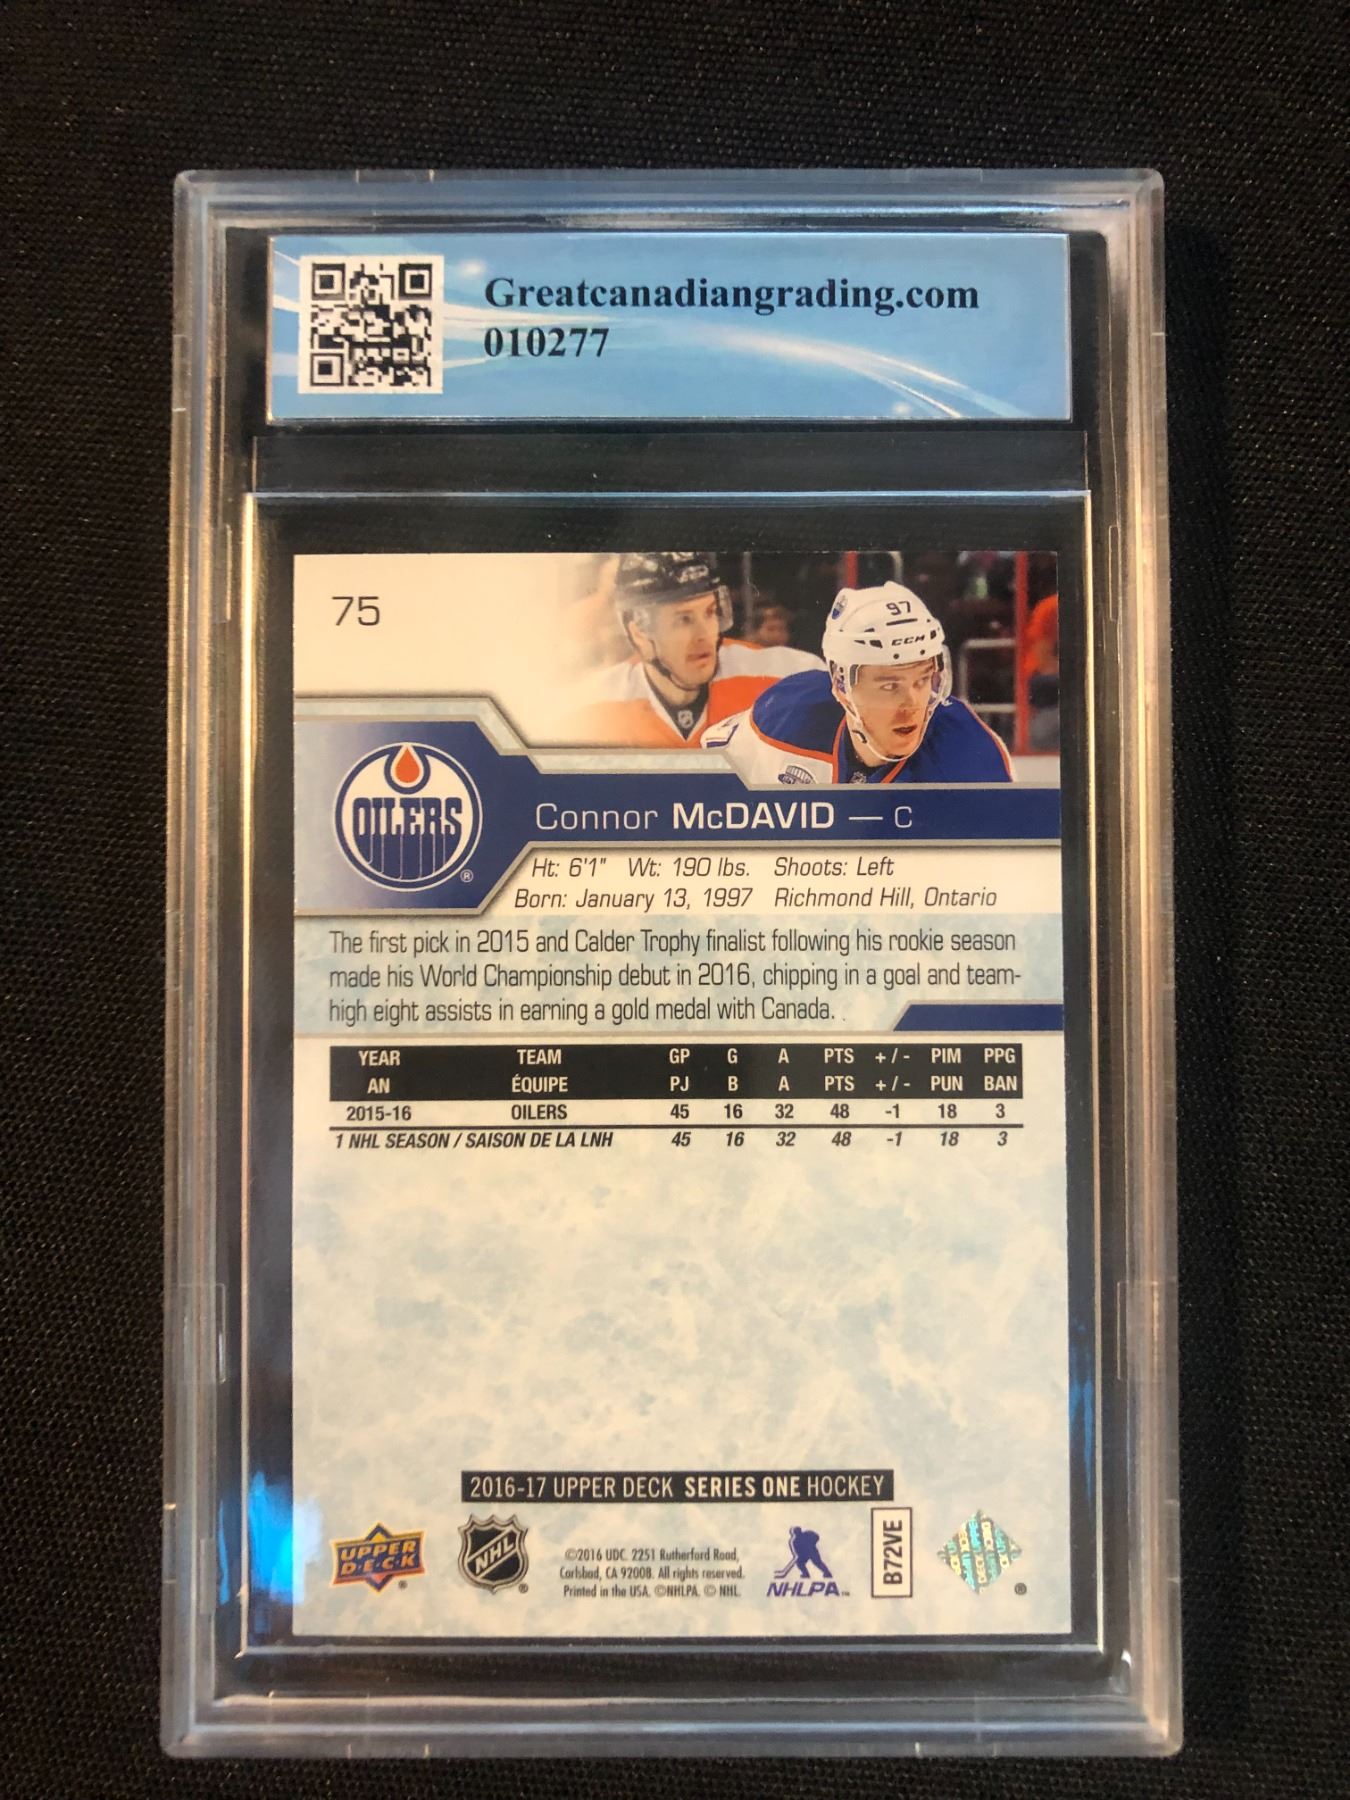 Greatcanadiangrading.com
010277
75
97
CCM
97
OILERS
®
Connor McDAVID — C
Ht: 6'1" Wt: 190 lbs. Shoots: Left
Born: January 13, 1997 Richmond Hill, Ontario
The first pick in 2015 and Calder Trophy finalist following his rookie season
made his World Championship debut in 2016, chipping in a goal and team-
high eight assists in earning a gold medal with Canada.
YEAR TEAM GP G A PTS +/- PIM PPG
AN ÉQUIPE PJ B A PTS +/- PUN BAN
2015-16 OILERS 45 16 32 48 -1 18 3
1 NHL SEASON / SAISON DE LA LNH 45 16 32 48 -1 18 3
2016-17 UPPER DECK SERIES ONE HOCKEY
UPPER
DECK
®
NHL
®
©2016 UDC. 2251 Rutherford Road,
Carlsbad, CA 92008. All rights reserved.
Printed in the USA. ©NHLPA. © NHL.
NHLPA™
B72VE
®